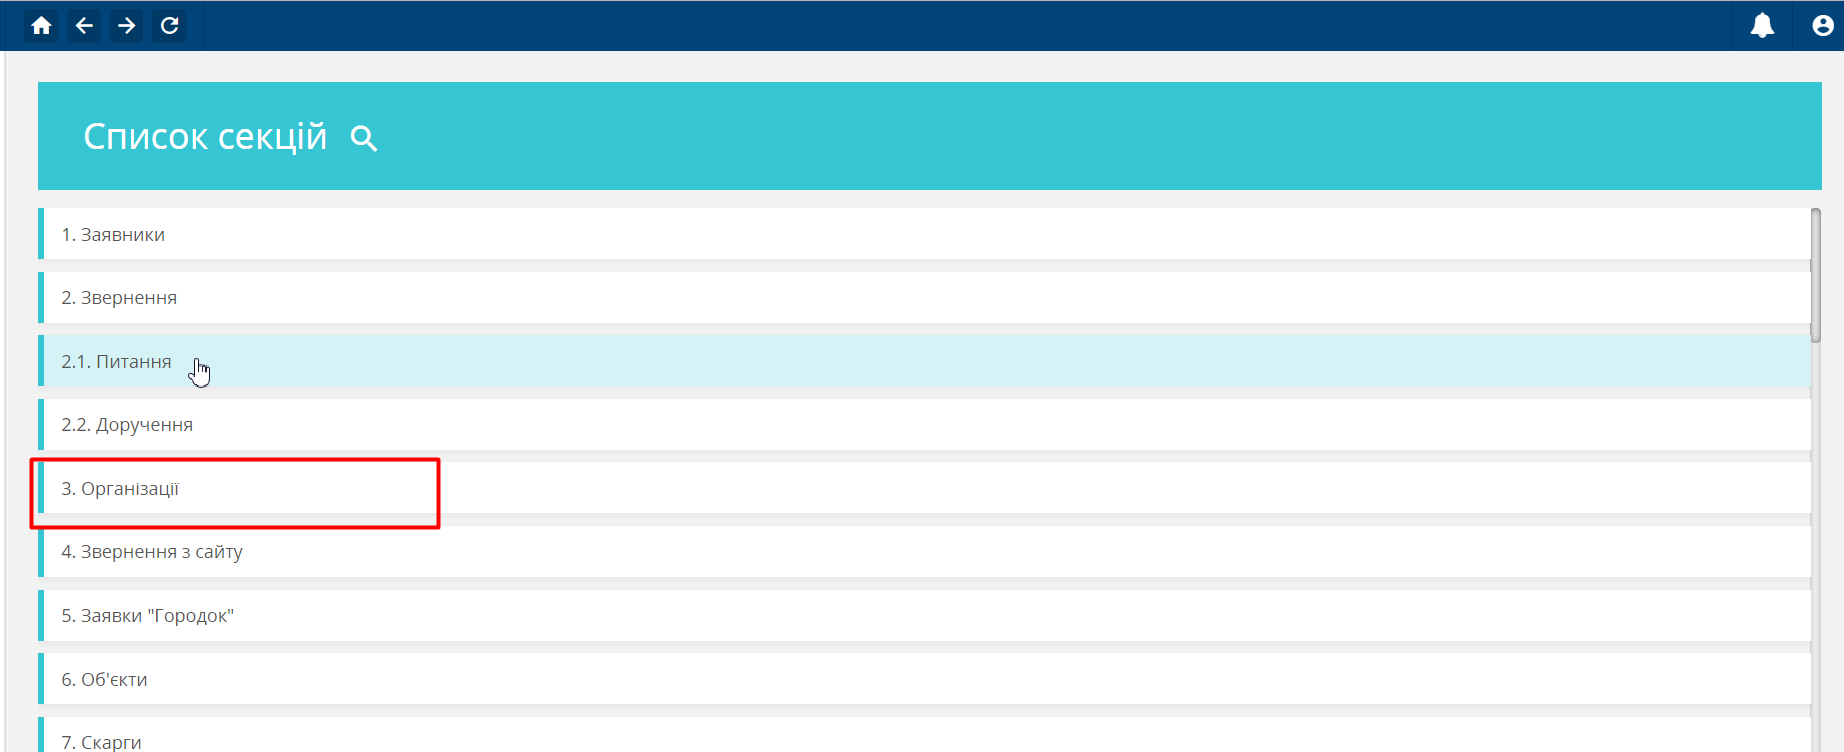 Список секцій
1. Заявники
2. Звернення
2.1. Питання
2.2. Доручення
3. Організації
4. Звернення з сайту
5. Заявки "Городок"
6. Об'єкти
7. Скарги